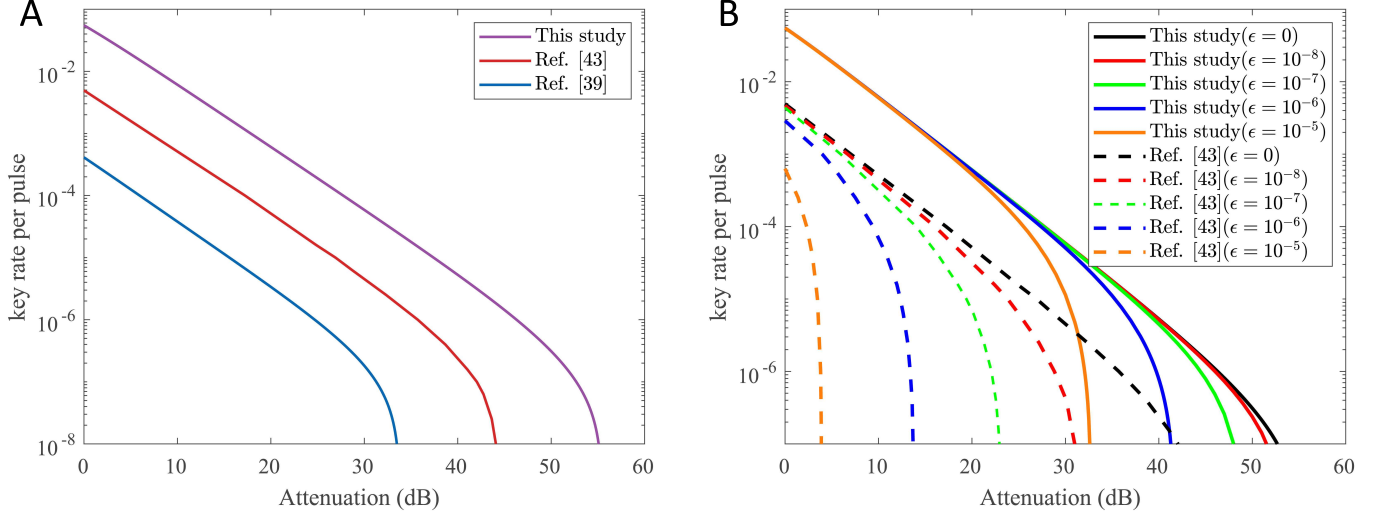 A
key rate per pulse
10⁻²
10⁻⁴
10⁻⁶
10⁻⁸
This study
Ref. [43]
Ref. [39]
0 10 20 30 40 50 60
Attenuation (dB)
B
key rate per pulse
10⁻²
10⁻⁴
10⁻⁶
This study(ϵ = 0)
This study(ϵ = 10⁻⁸)
This study(ϵ = 10⁻⁷)
This study(ϵ = 10⁻⁶)
This study(ϵ = 10⁻⁵)
Ref. [43](ϵ = 0)
Ref. [43](ϵ = 10⁻⁸)
Ref. [43](ϵ = 10⁻⁷)
Ref. [43](ϵ = 10⁻⁶)
Ref. [43](ϵ = 10⁻⁵)
0 10 20 30 40 50 60
Attenuation (dB)